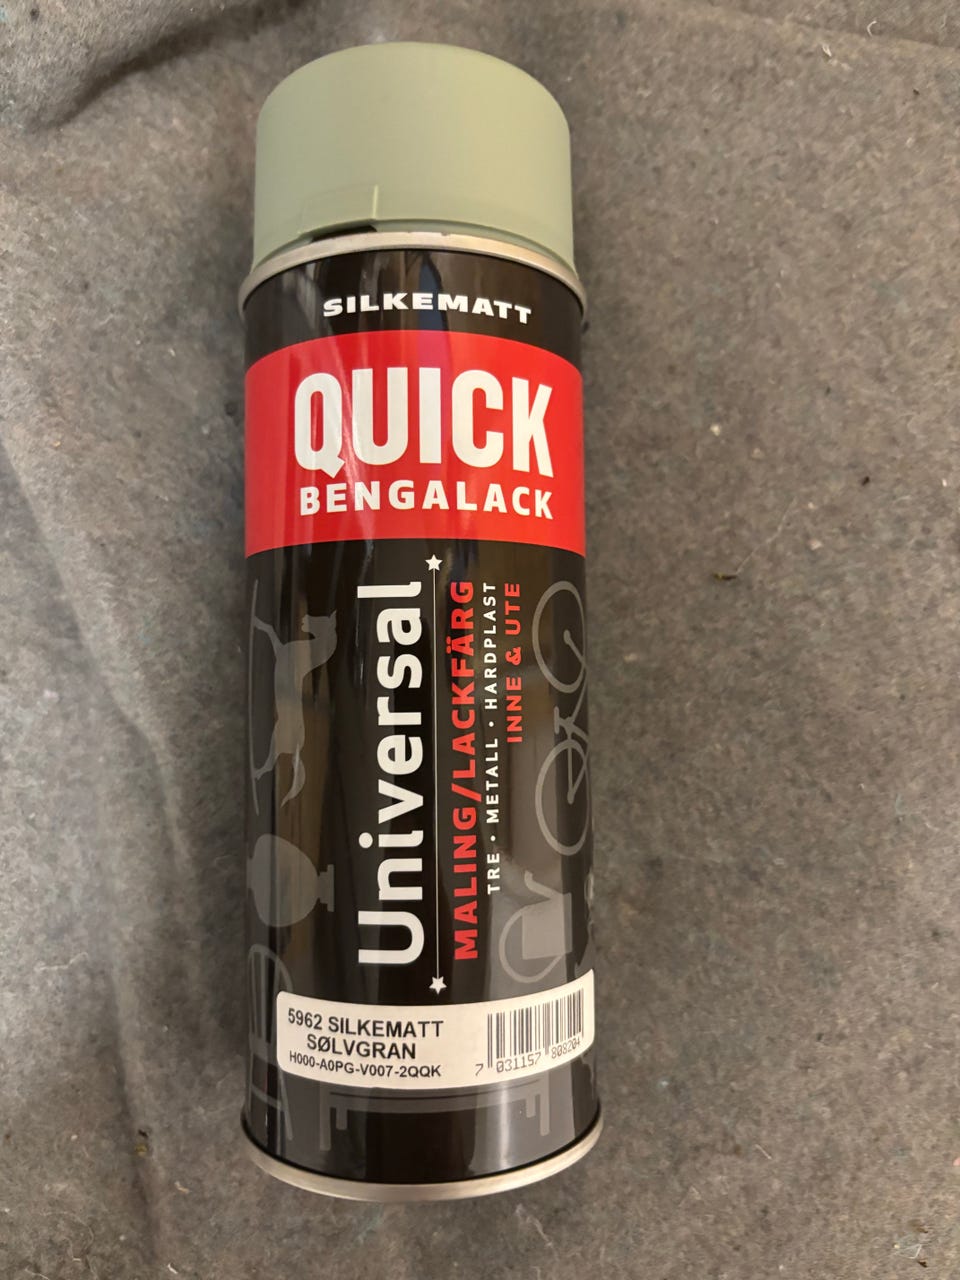 SILKEMATT
QUICK
BENGALACK
Universal
MALING/LACKFÄRG
TRE • METALL • HARDPLAST
INNE & UTE
5962 SILKEMATT
SØLVGRAN
H000-A0PG-V007-2QQK
7 031157 808204